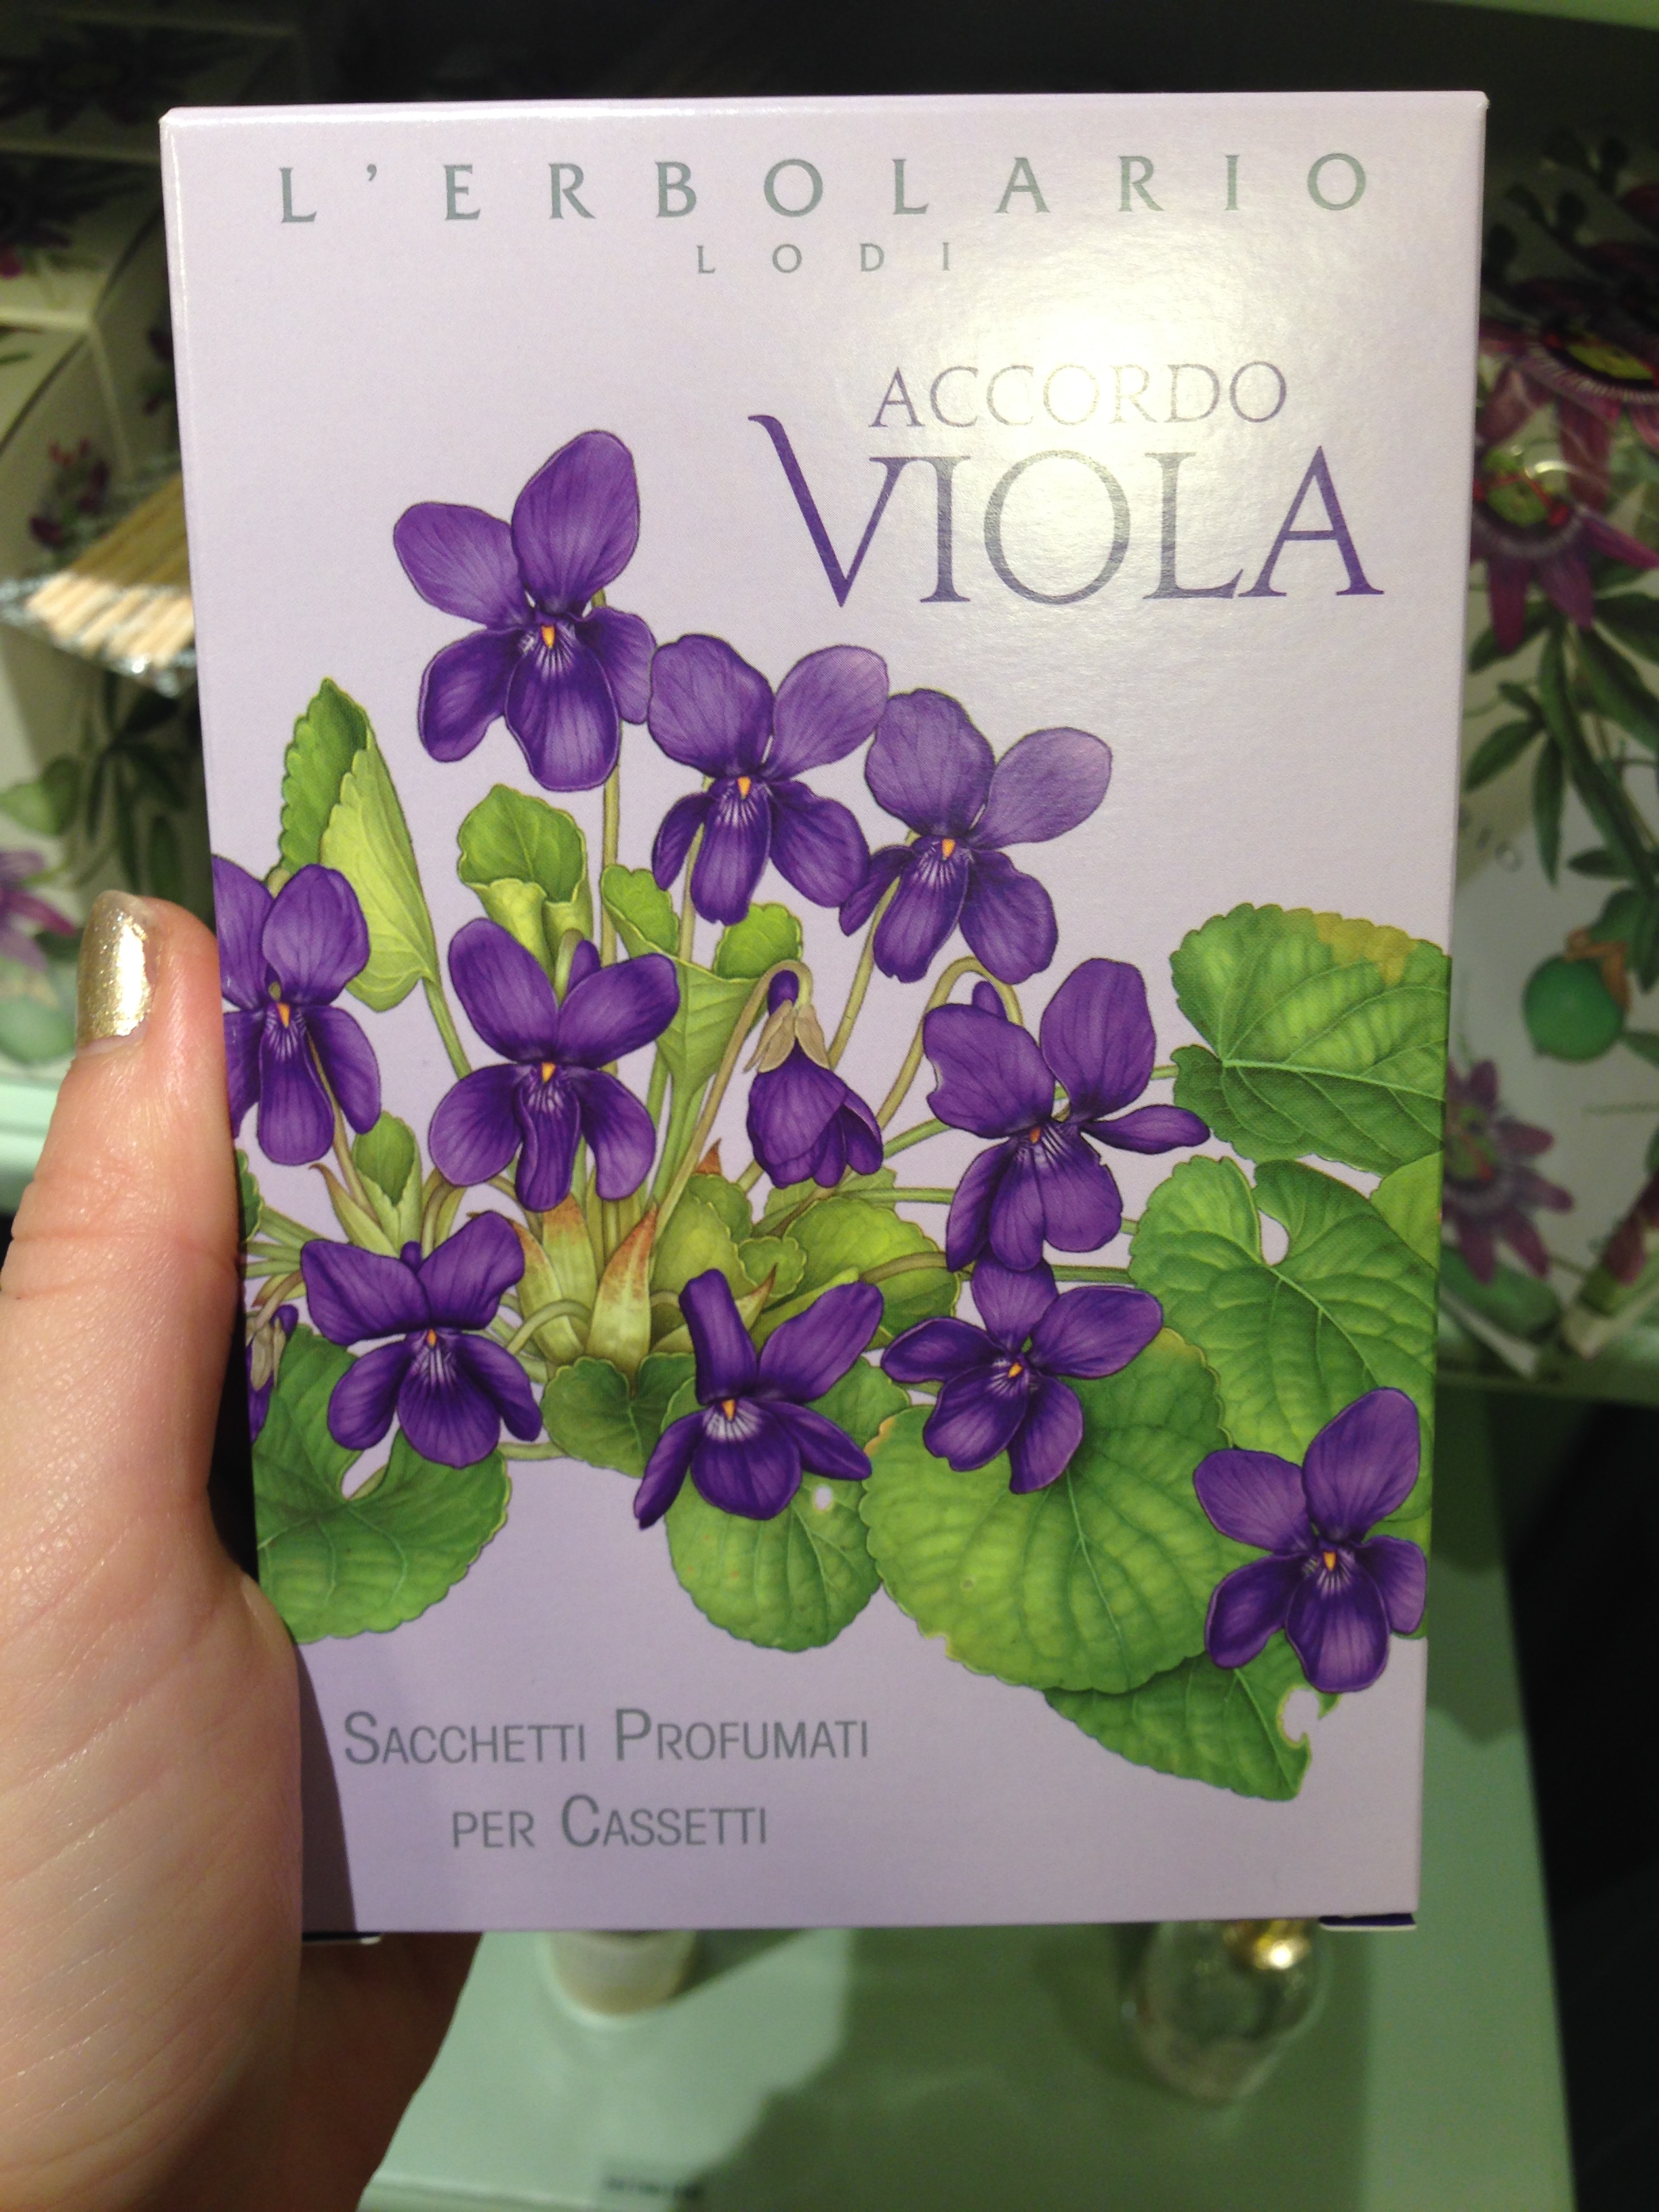 L'ERBOLARIO
LODI
ACCORDO
VIOLA
SACCHETTI PROFUMATI
PER CASSETTI